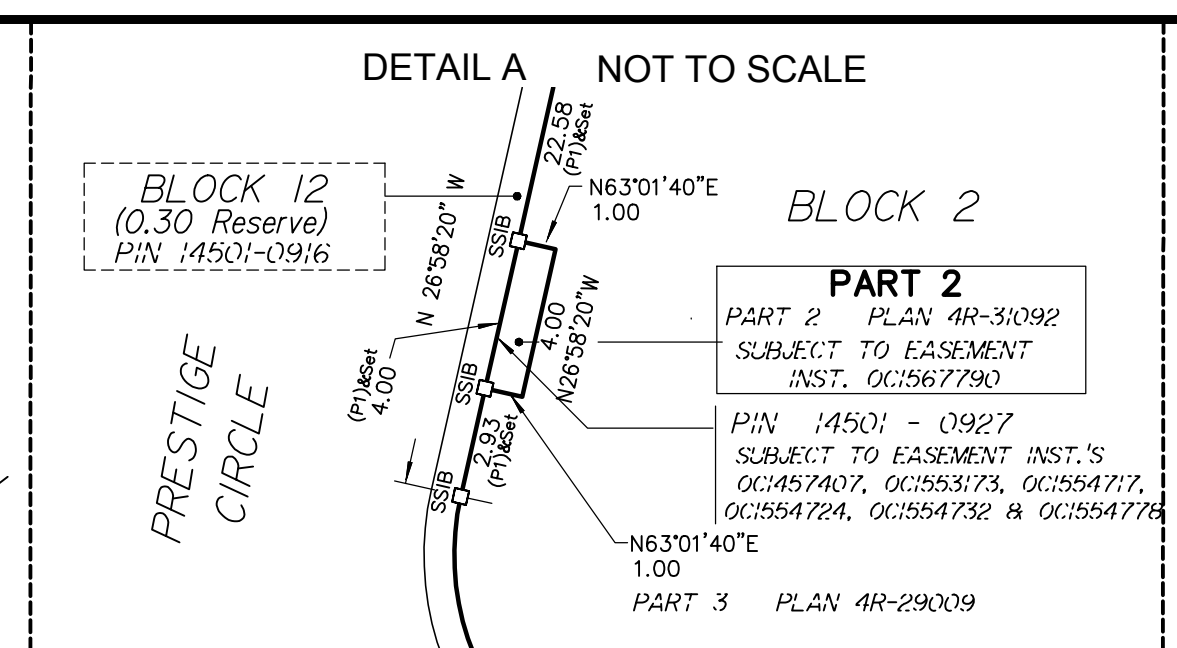 DETAIL A NOT TO SCALE
22.58
(P1)&Set
N63°01'40"E
1.00
BLOCK 12
(0.30 Reserve)
PIN 14501-0916
N 26°58'20" W
SSIB
BLOCK 2
PART 2
PART 2 PLAN 4R-31092
SUBJECT TO EASEMENT
INST. OC1567790
4.00
N26°58'20"W
(P1)&Set
4.00
PRESTIGE
CIRCLE
SSIB
2.93
(P1)&Set
PIN 14501 - 0927
SUBJECT TO EASEMENT INST.'S
OC1457407, OC1553173, OC1554717,
OC1554724, OC1554732 & OC1554778
SSIB
N63°01'40"E
1.00
PART 3 PLAN 4R-29009